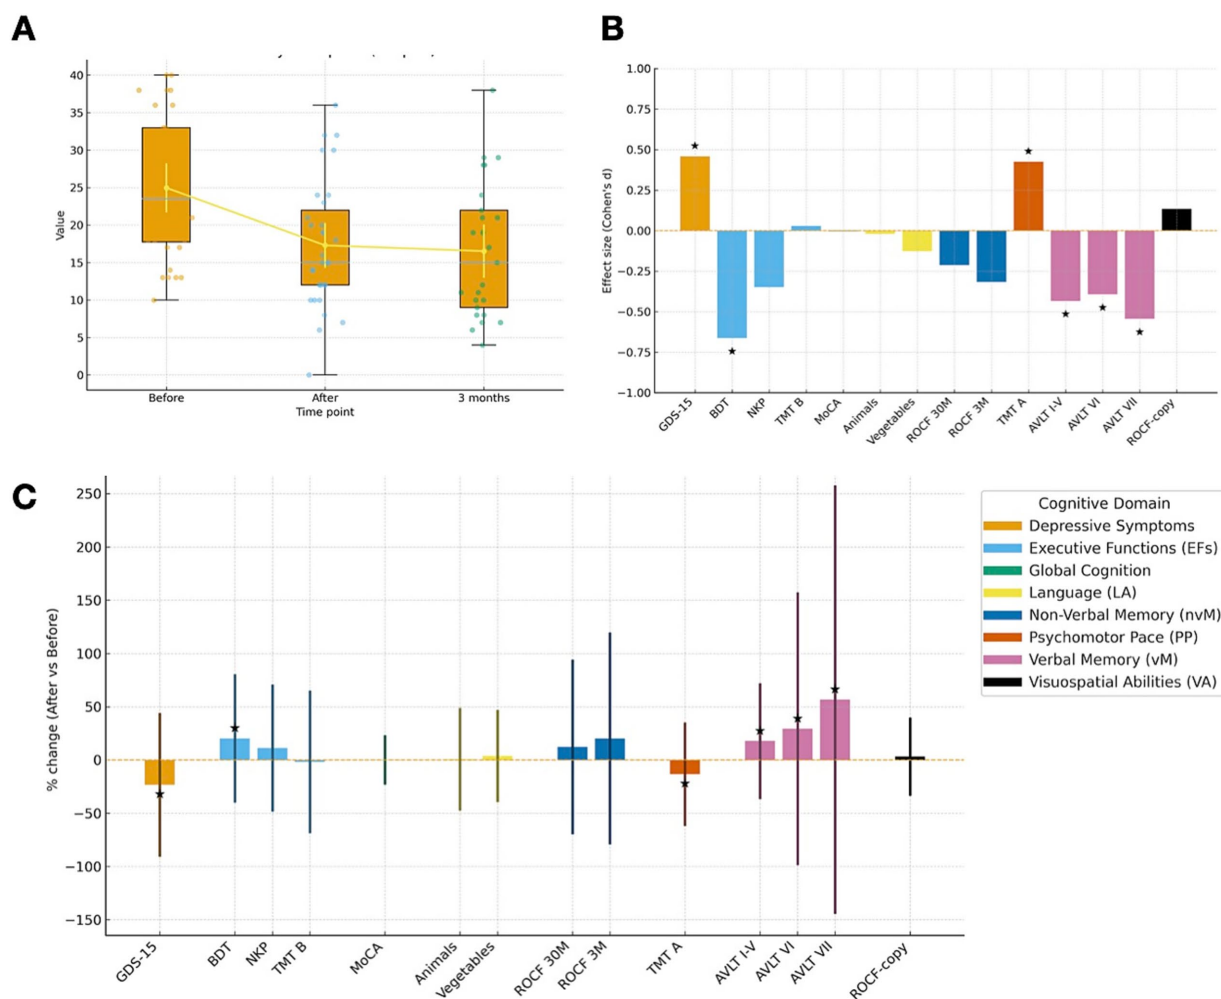 A
40
35
30
25
20
15
10
5
0
Value
Before
After
3 months
Time point
B
1.00
0.75
0.50
0.25
0.00
−0.25
−0.50
−0.75
−1.00
Effect size (Cohen's d)
GDS-15
BDT
NKP
TMT B
MoCA
Animals
Vegetables
ROCF 30M
ROCF 3M
TMT A
AVLT I-V
AVLT VI
AVLT VII
ROCF-copy
C
250
200
150
100
50
0
−50
−100
−150
% change (After vs Before)
GDS-15
BDT
NKP
TMT B
MoCA
Animals
Vegetables
ROCF 30M
ROCF 3M
TMT A
AVLT I-V
AVLT VI
AVLT VII
ROCF-copy
Cognitive Domain
Depressive Symptoms
Executive Functions (EFs)
Global Cognition
Language (LA)
Non-Verbal Memory (nvM)
Psychomotor Pace (PP)
Verbal Memory (vM)
Visuospatial Abilities (VA)